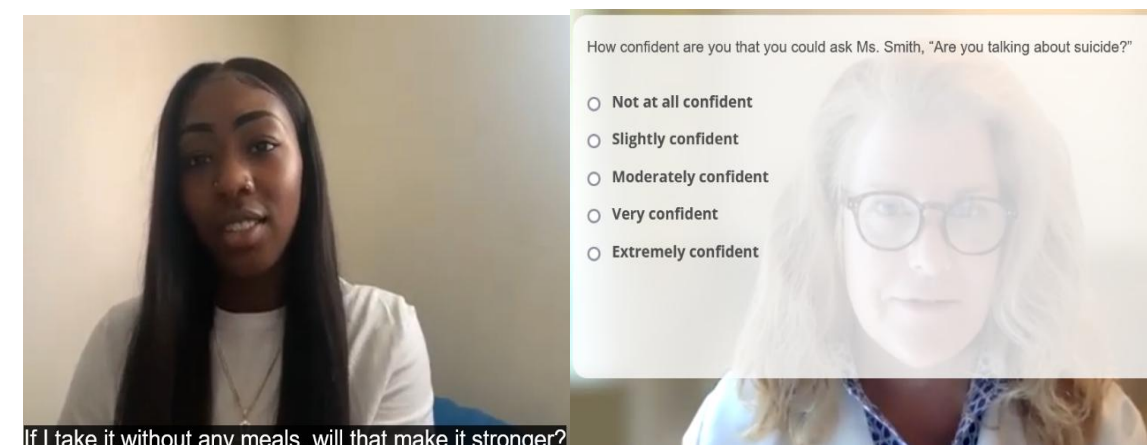 If I take it without any meals, will that make it stronger?
How confident are you that you could ask Ms. Smith, “Are you talking about suicide?”
Not at all confident
Slightly confident
Moderately confident
Very confident
Extremely confident